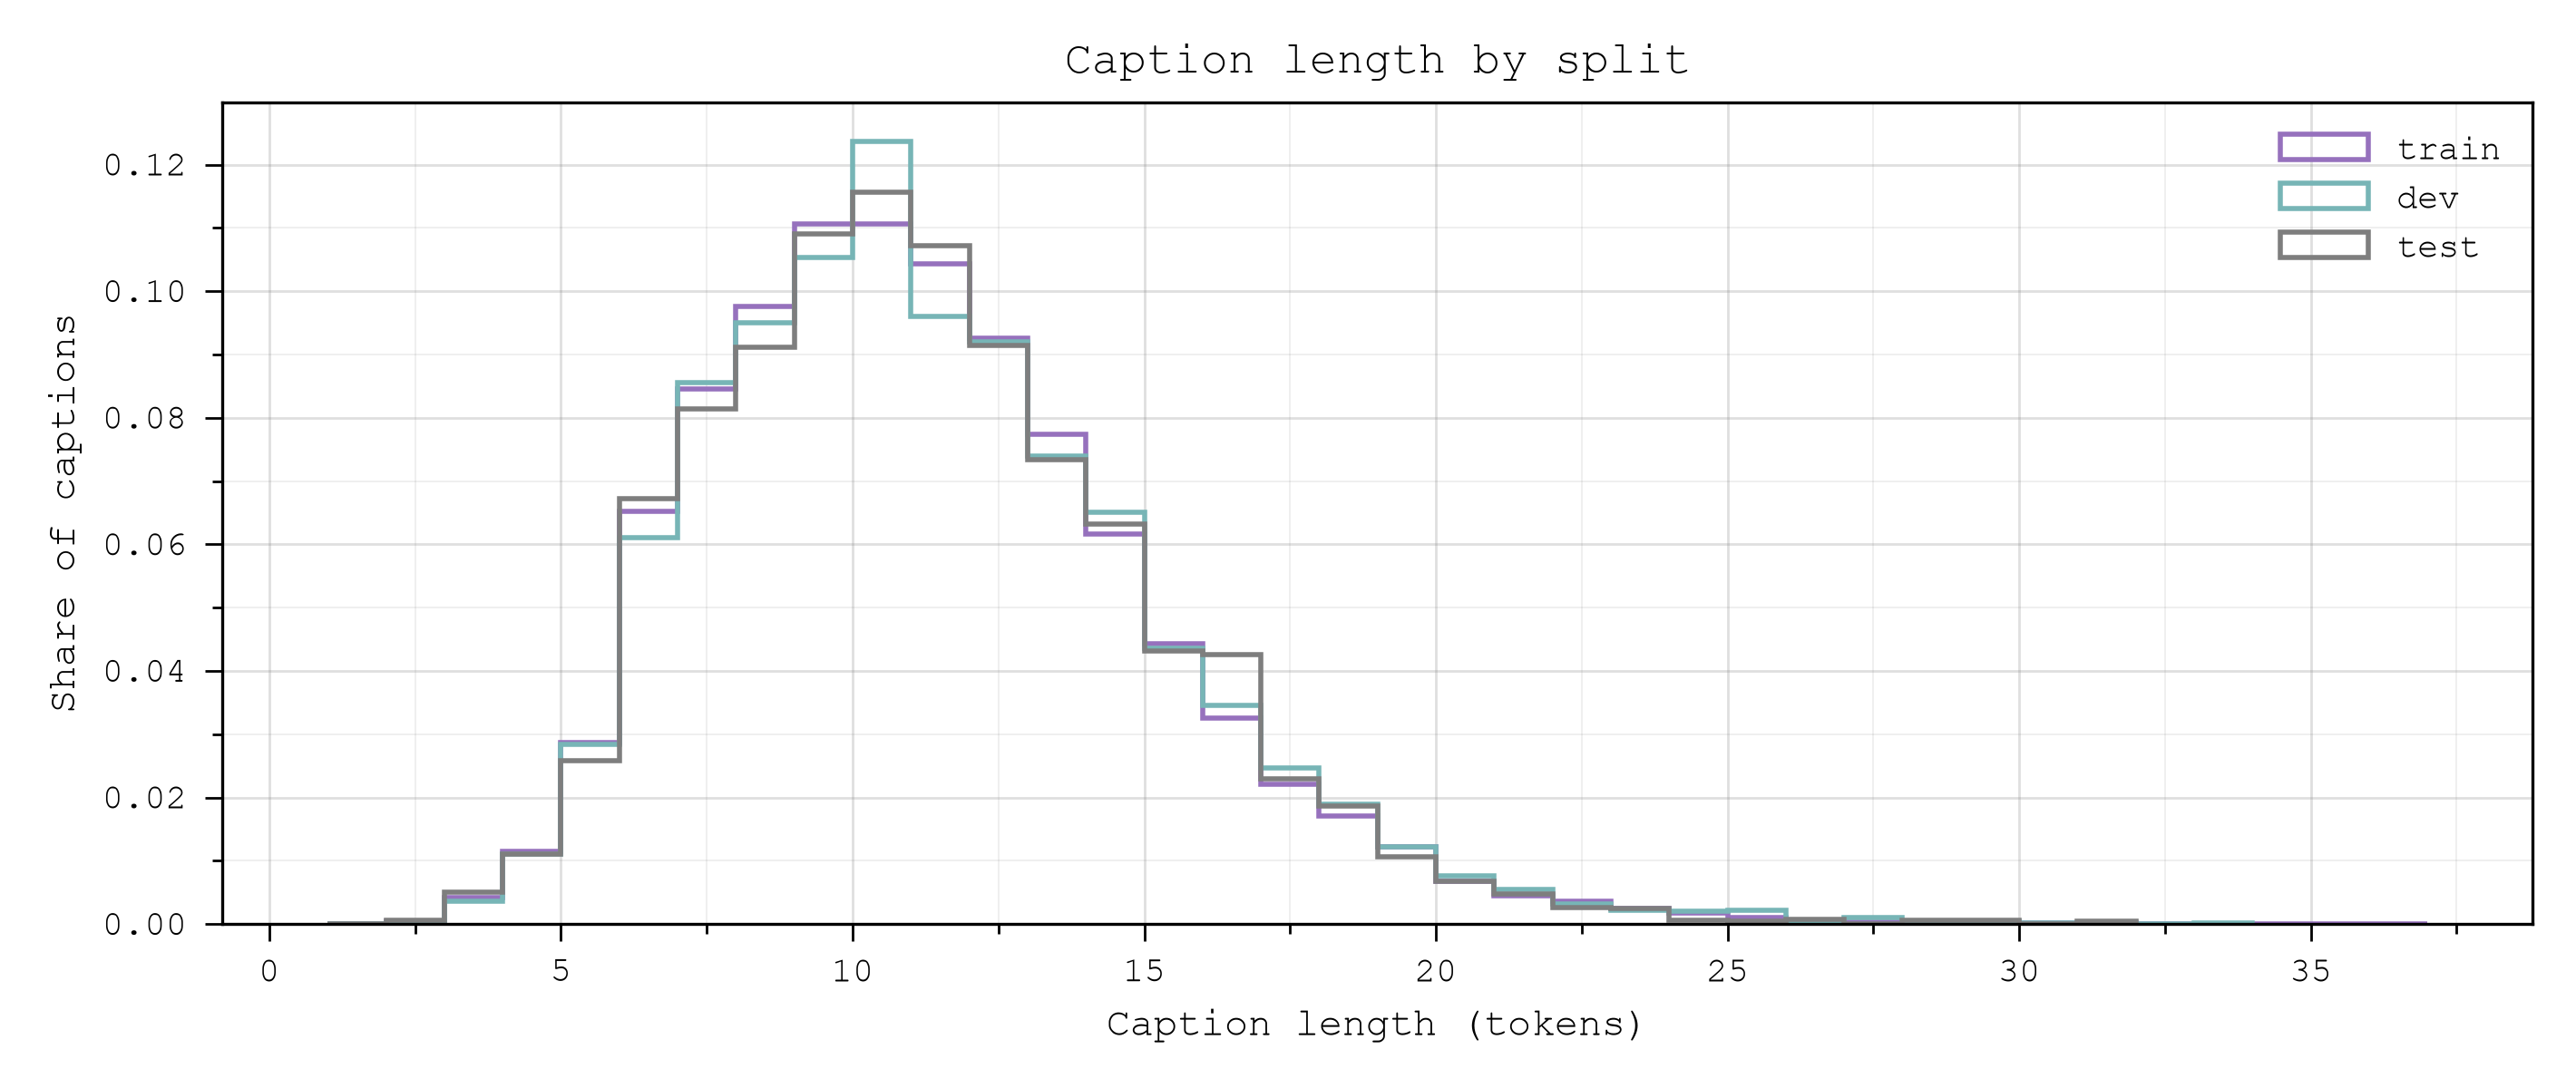 Caption length by split
train
dev
test
Share of captions
0.12
0.10
0.08
0.06
0.04
0.02
0.00
0 5 10 15 20 25 30 35
Caption length (tokens)